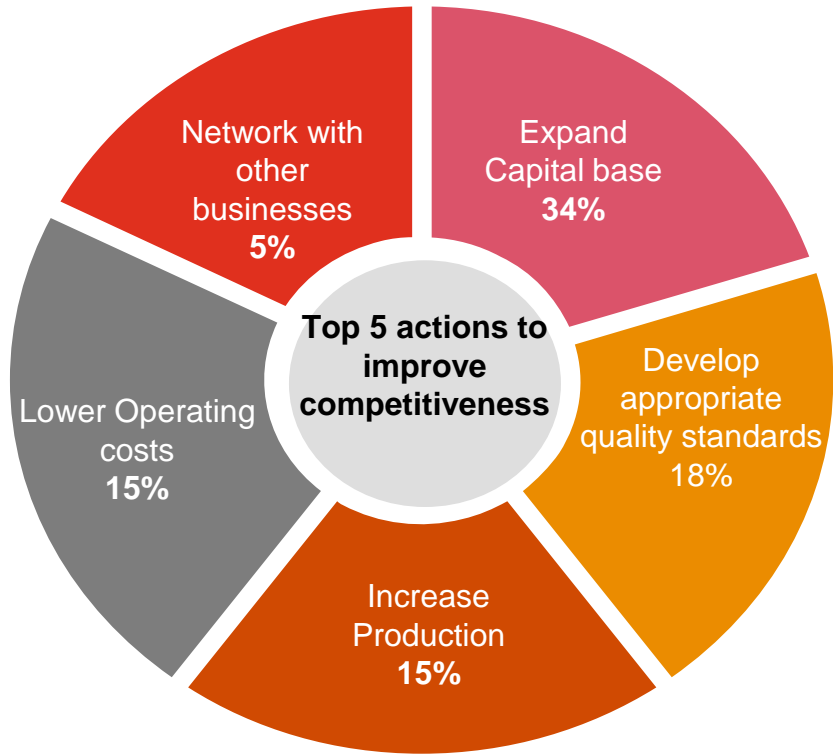 Network with
other
businesses
5%
Expand
Capital base
34%
Top 5 actions to
improve
competitiveness
Develop
appropriate
quality standards
18%
Lower Operating
costs
15%
Increase
Production
15%